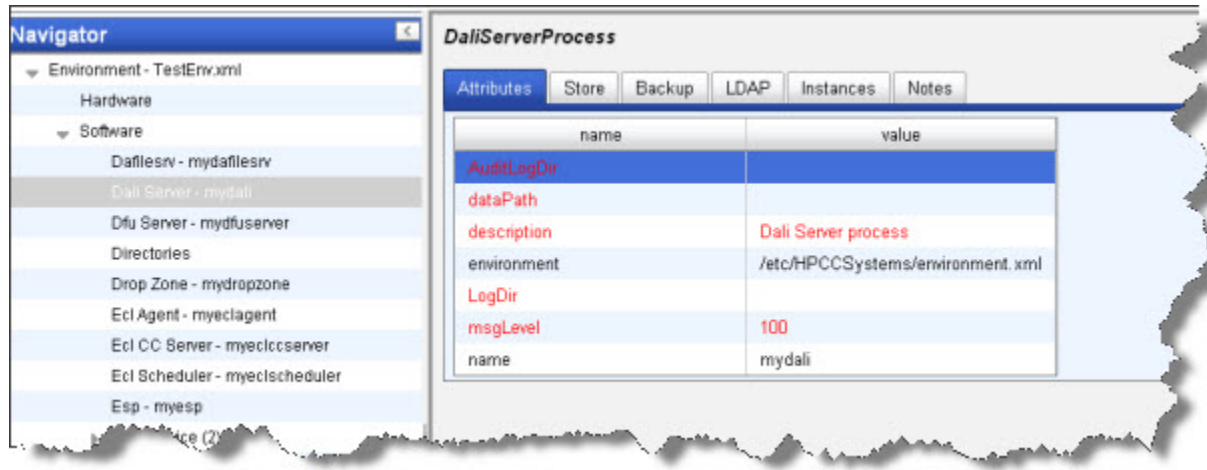 Navigator
Environment - TestEnv.xml
Hardware
Software
Dafilesrv - mydafilesrv
Dali Server - mydali
Dfu Server - mydfuserver
Directories
Drop Zone - mydropzone
Ecl Agent - myeclagent
Ecl CC Server - myeclccserver
Ecl Scheduler - myeclscheduler
Esp - myesp
(2)
DaliServerProcess
Attributes Store Backup LDAP Instances Notes
name value
AuditLogDir
dataPath
description Dali Server process
environment /etc/HPCCSystems/environment.xml
LogDir
msgLevel 100
name mydali